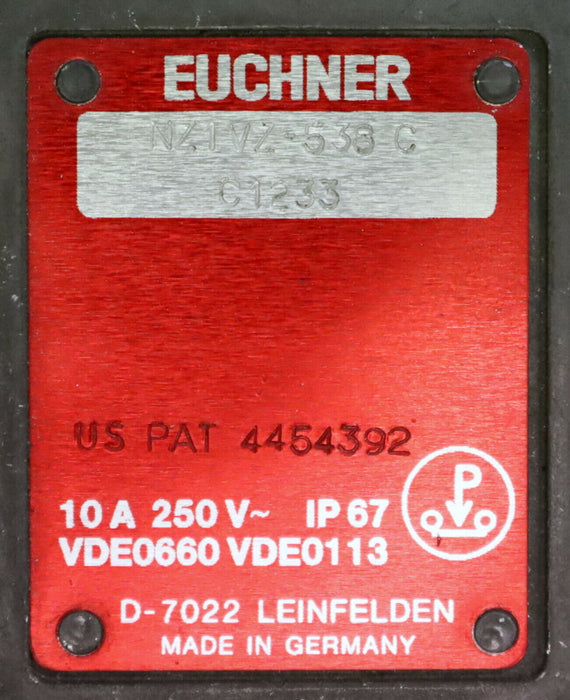 EUCHNER
NZ1VZ-538 C
C1233
US PAT 4454392
10 A 250 V~ IP 67
P
VDE0660 VDE0113
D-7022 LEINFELDEN
MADE IN GERMANY